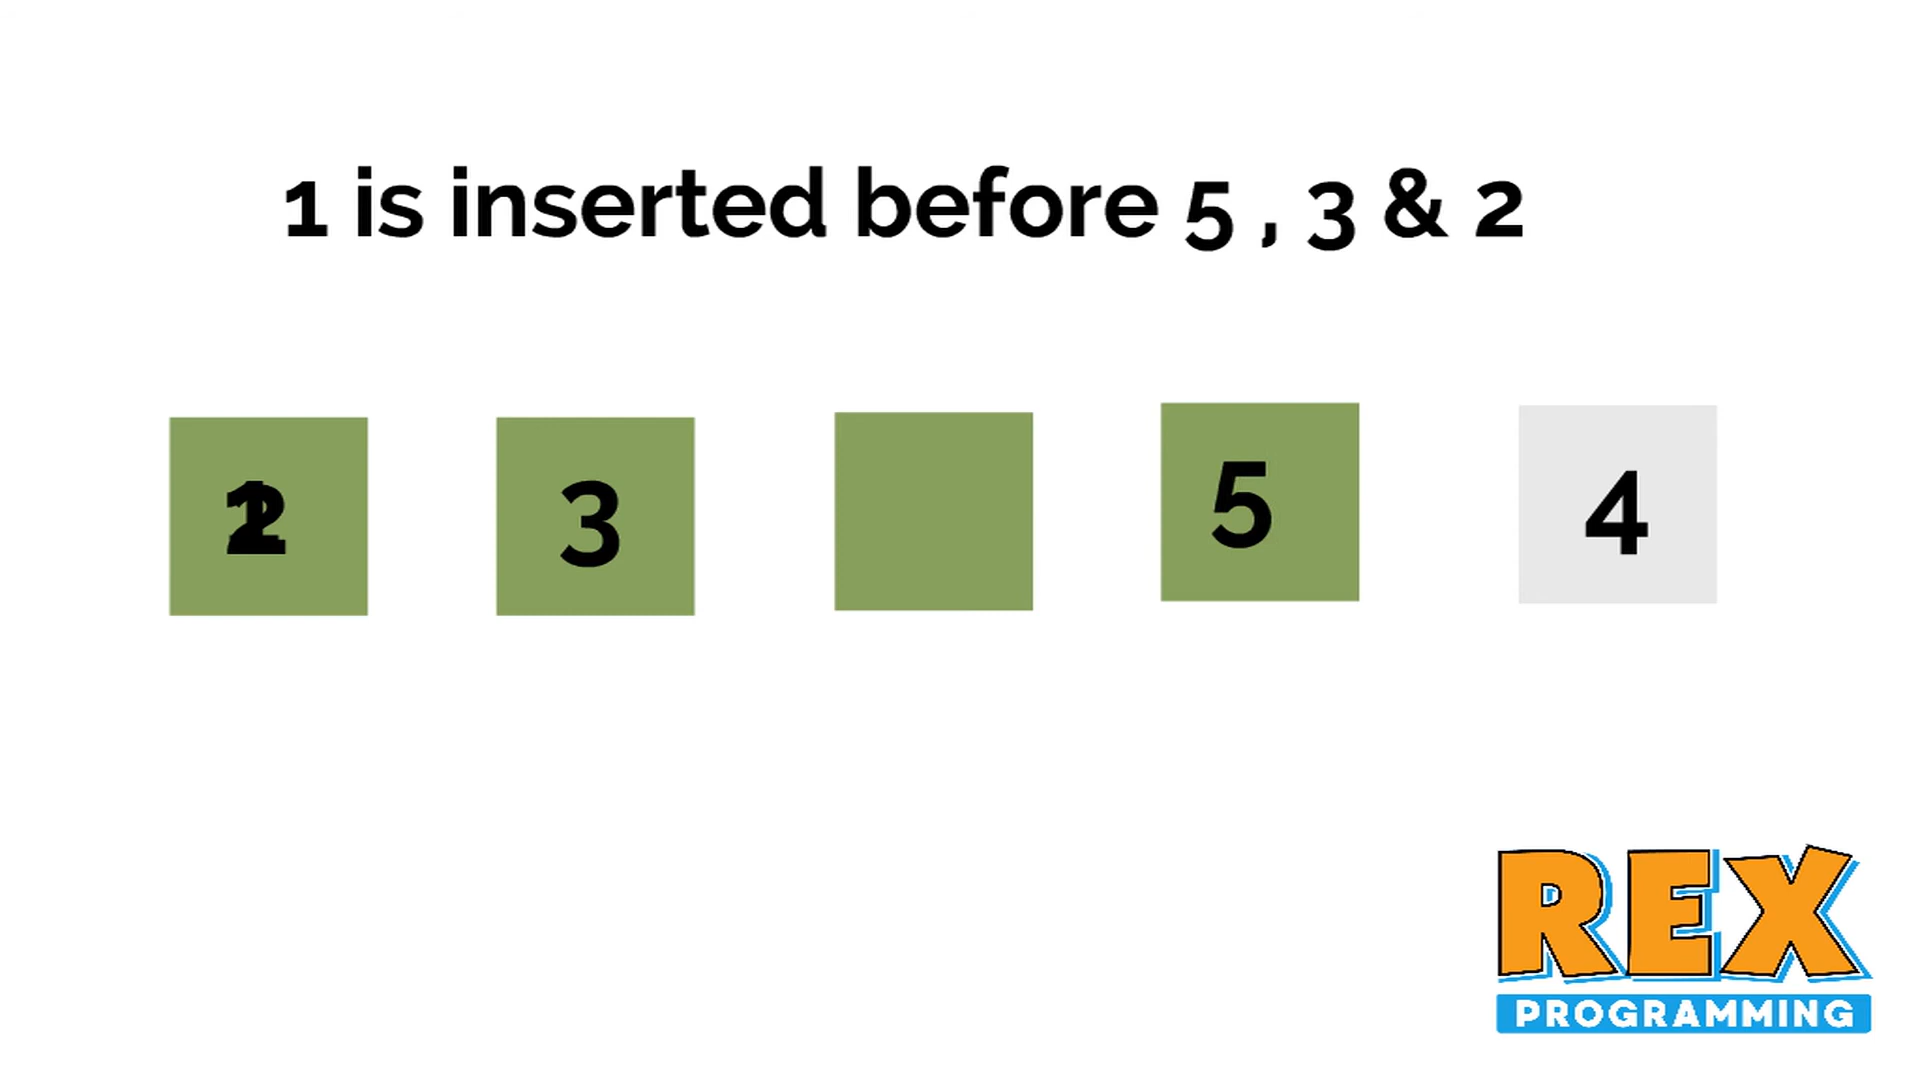 1 is inserted before 5 , 3 & 2
3 5 4
REX
PROGRAMMING